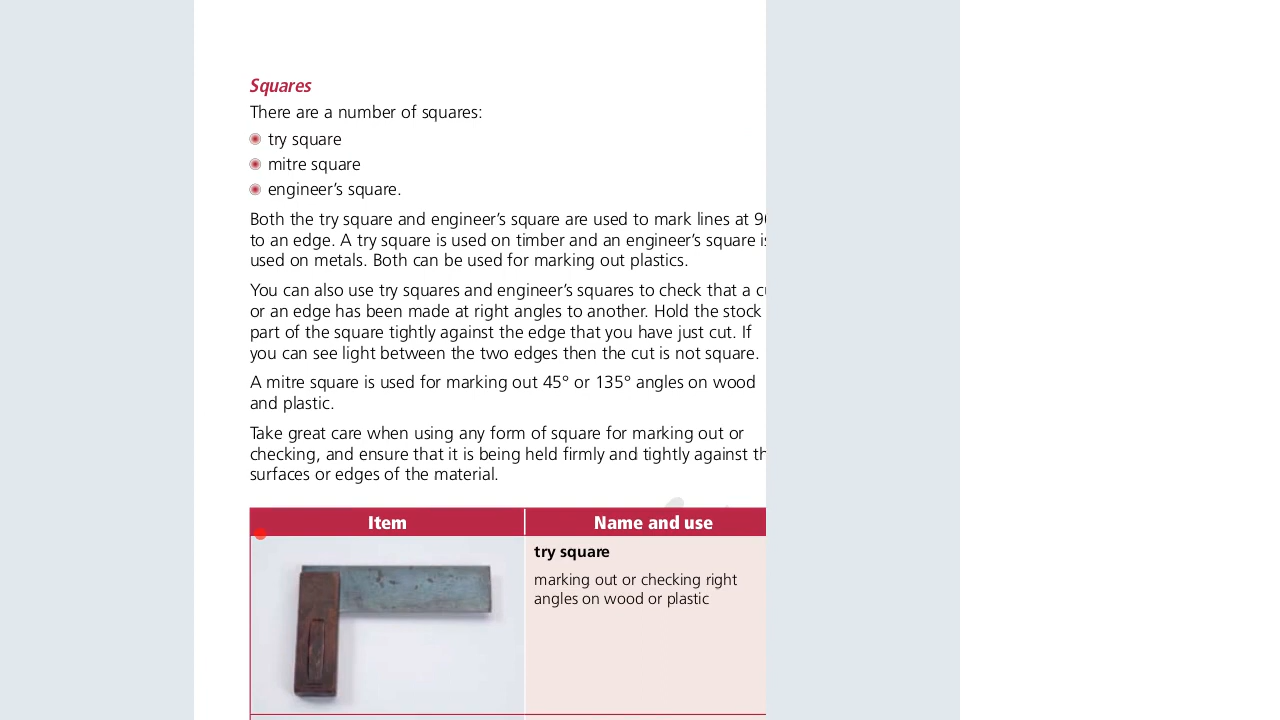 Squares
There are a number of squares:
try square
mitre square
engineer's square.
Both the try square and engineer's square are used to mark lines at
to an edge. A try square is used on timber and an engineer's square is
used on metals. Both can be used for marking out plastics.
You can also use try squares and engineer's squares to check that a
or an edge has been made at right angles to another. Hold the stock
part of the square tightly against the edge that you have just cut. If
you can see light between the two edges then the cut is not square.
A mitre square is used for marking out 45° or 135° angles on wood
and plastic.
Take great care when using any form of square for marking out or
checking, and ensure that it is being held firmly and tightly against
surfaces or edges of the material.
Item
Name and use
try square
marking out or checking right
angles on wood or plastic